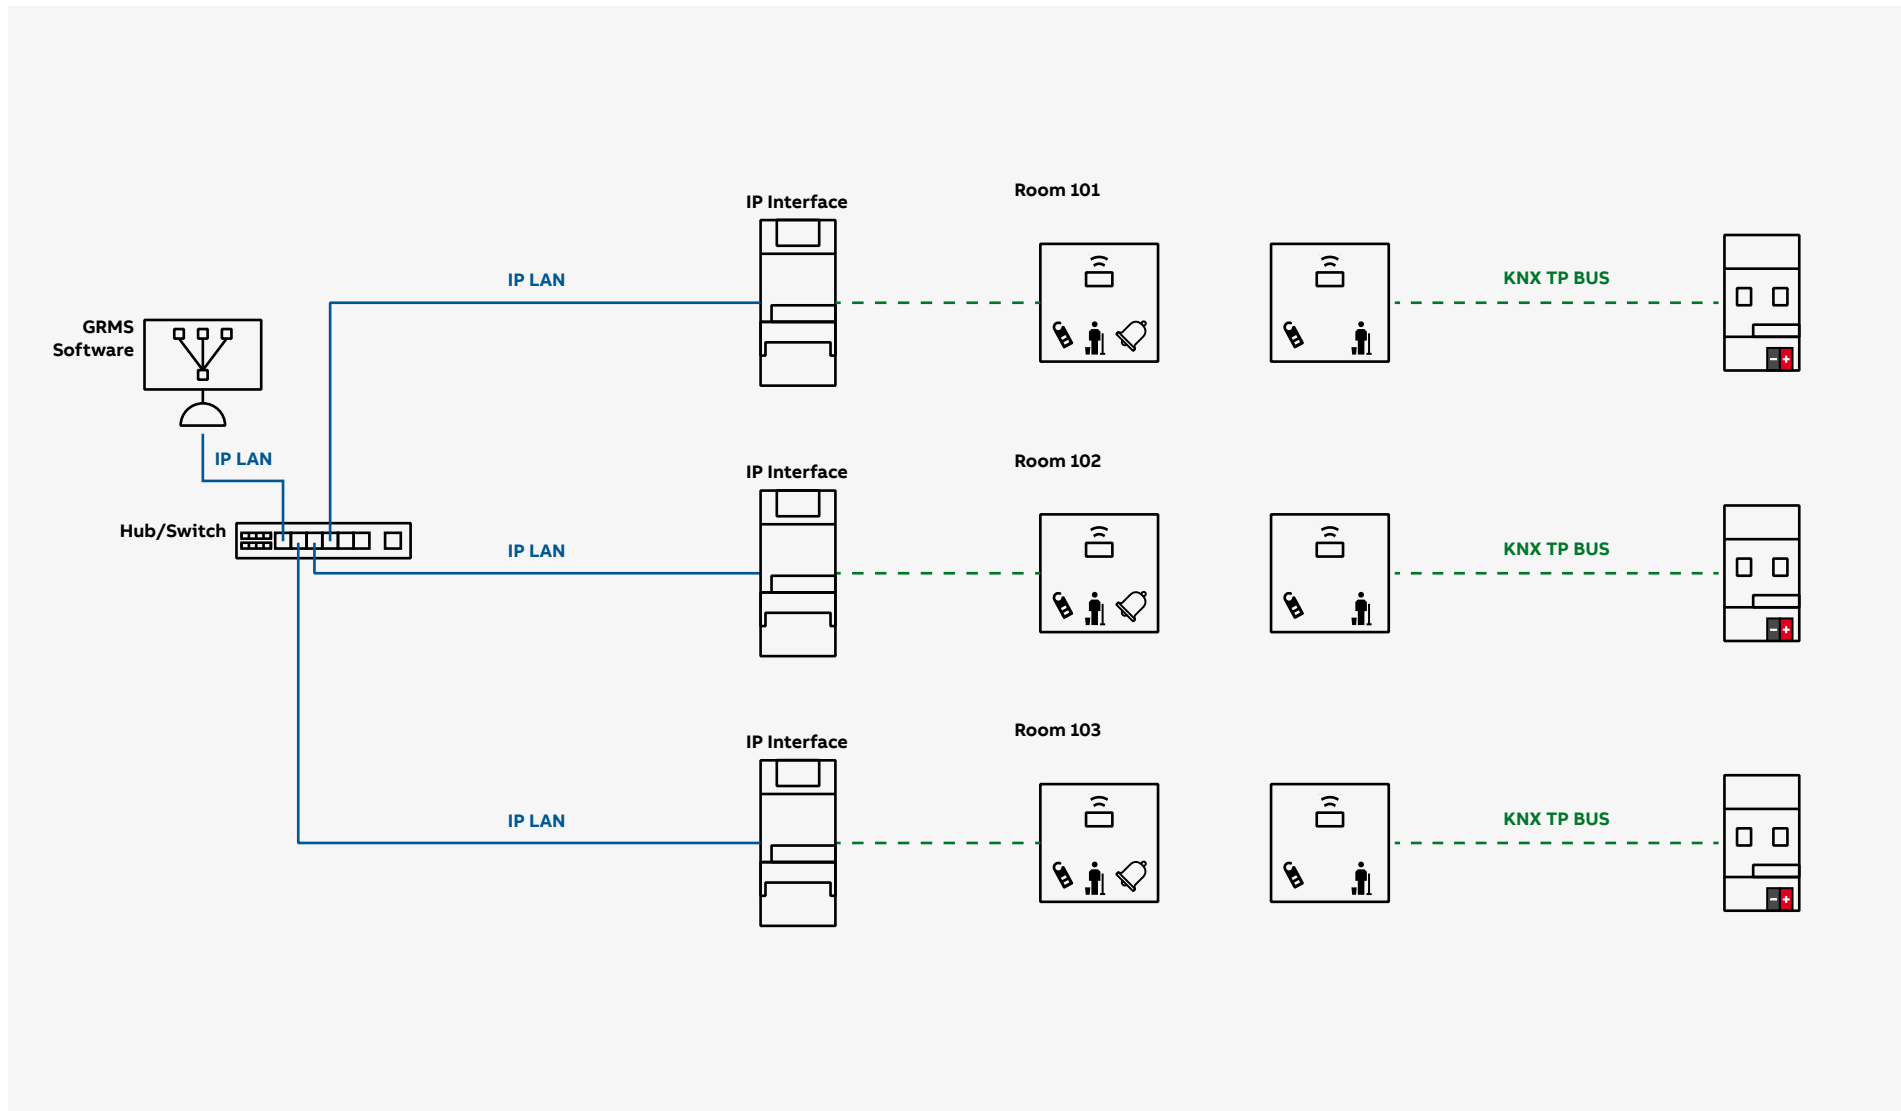 Room 101
IP Interface
IP LAN
KNX TP BUS
GRMS
Software
IP LAN
Room 102
IP Interface
Hub/Switch
IP LAN
KNX TP BUS
Room 103
IP Interface
IP LAN
KNX TP BUS